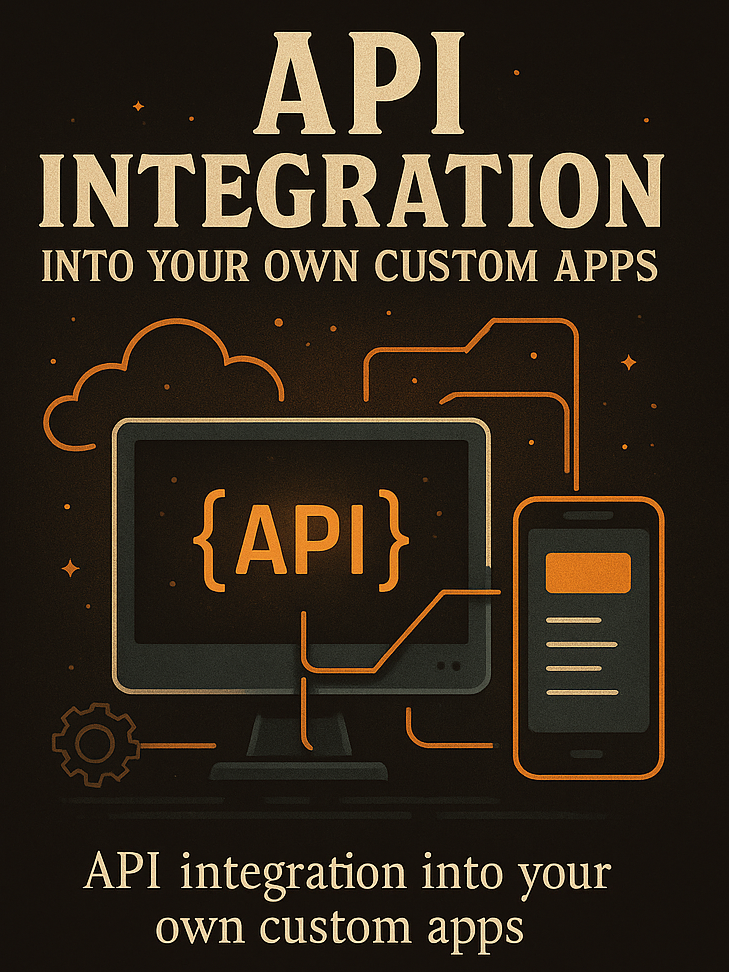 API
INTEGRATION
INTO YOUR OWN CUSTOM APPS
{API}
API integration into your
own custom apps